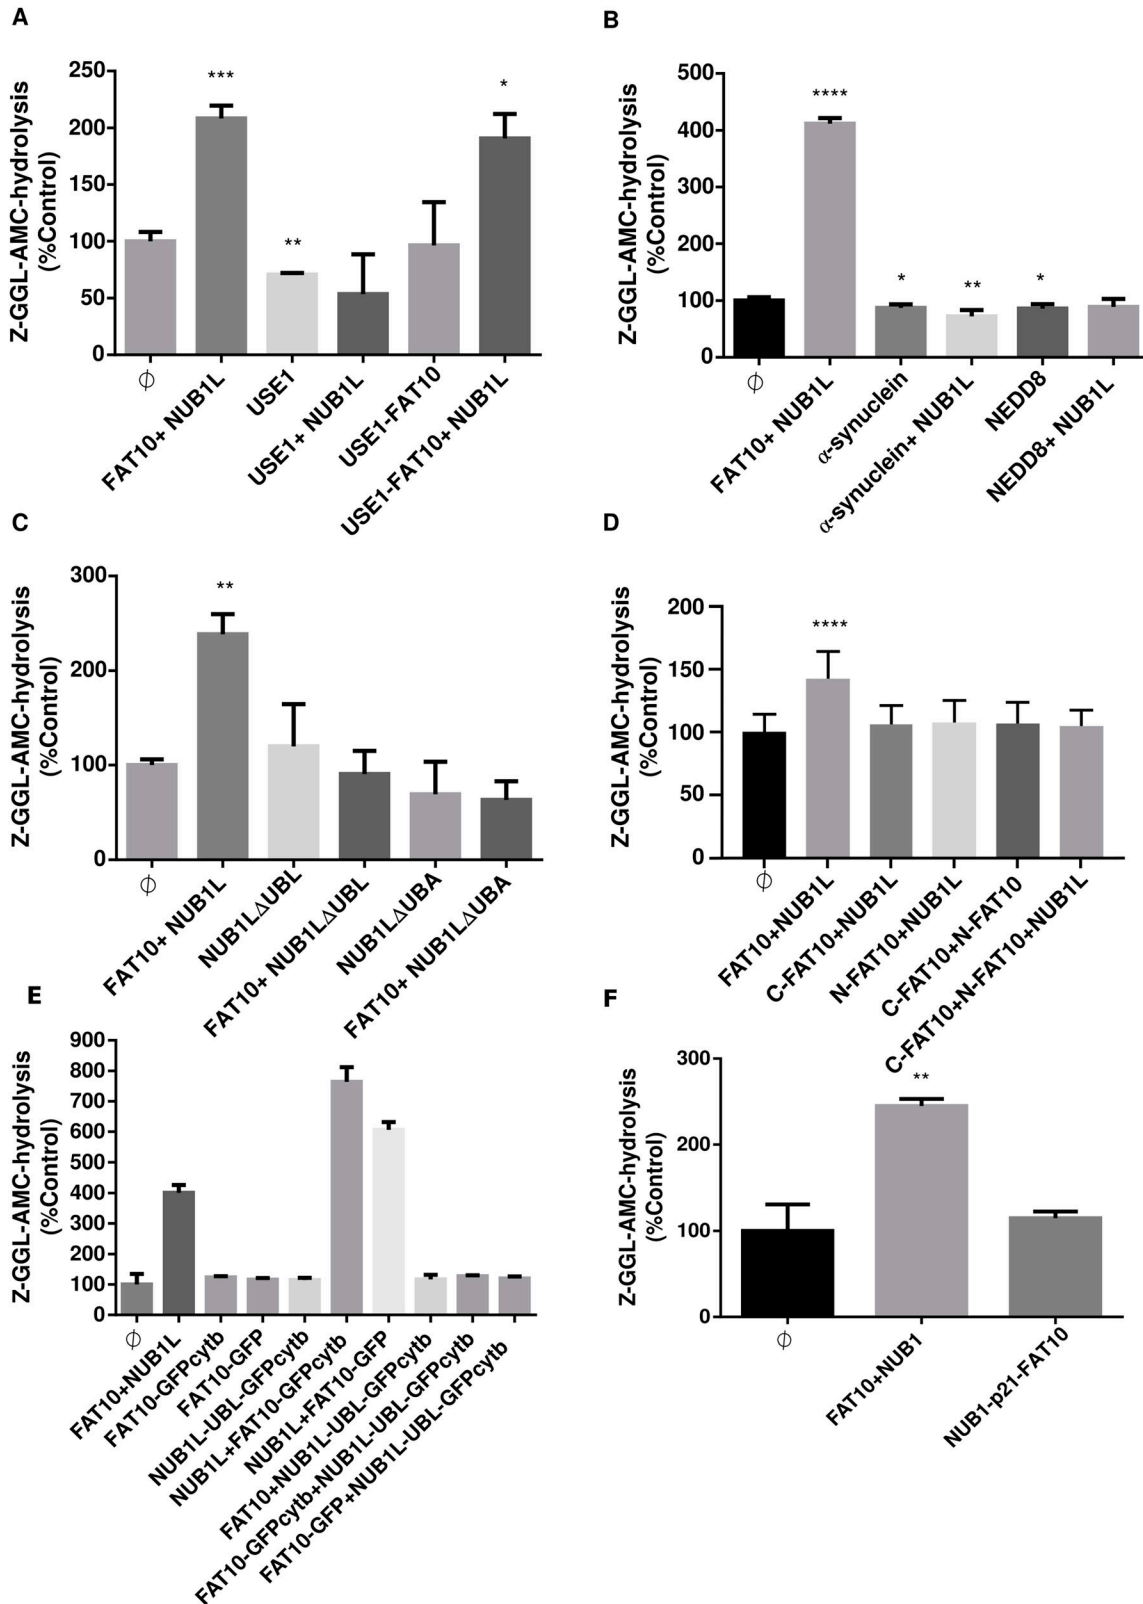 A
Z-GGL-AMC-hydrolysis
(%Control)
250
200
150
100
50
0
***
**
*
∅
FAT10+ NUB1L
USE1
USE1+ NUB1L
USE1-FAT10
USE1-FAT10+ NUB1L
B
Z-GGL-AMC-hydrolysis
(%Control)
500
400
300
200
100
0
****
*
**
*
∅
FAT10+ NUB1L
α-synuclein
α-synuclein+ NUB1L
NEDD8
NEDD8+ NUB1L
C
Z-GGL-AMC-hydrolysis
(%Control)
300
200
100
0
**
∅
FAT10+ NUB1L
NUB1LΔUBL
FAT10+ NUB1LΔUBL
NUB1LΔUBA
FAT10+ NUB1LΔUBA
D
Z-GGL-AMC-hydrolysis
(%Control)
200
150
100
50
0
****
∅
FAT10+NUB1L
C-FAT10+NUB1L
N-FAT10+NUB1L
C-FAT10+N-FAT10
C-FAT10+N-FAT10+NUB1L
E
Z-GGL-AMC-hydrolysis
(%Control)
900
800
700
600
500
400
300
200
100
0
∅
FAT10+NUB1L
FAT10-GFPcytb
FAT10-GFP
NUB1L-UBL-GFPcytb
NUB1L+FAT10-GFPcytb
NUB1L+FAT10-GFP
FAT10+NUB1L-UBL-GFPcytb
FAT10-GFPcytb+NUB1L-UBL-GFPcytb
FAT10-GFP+NUB1L-UBL-GFPcytb
F
Z-GGL-AMC-hydrolysis
(%Control)
300
200
100
0
**
∅
FAT10+NUB1
NUB1-p21-FAT10